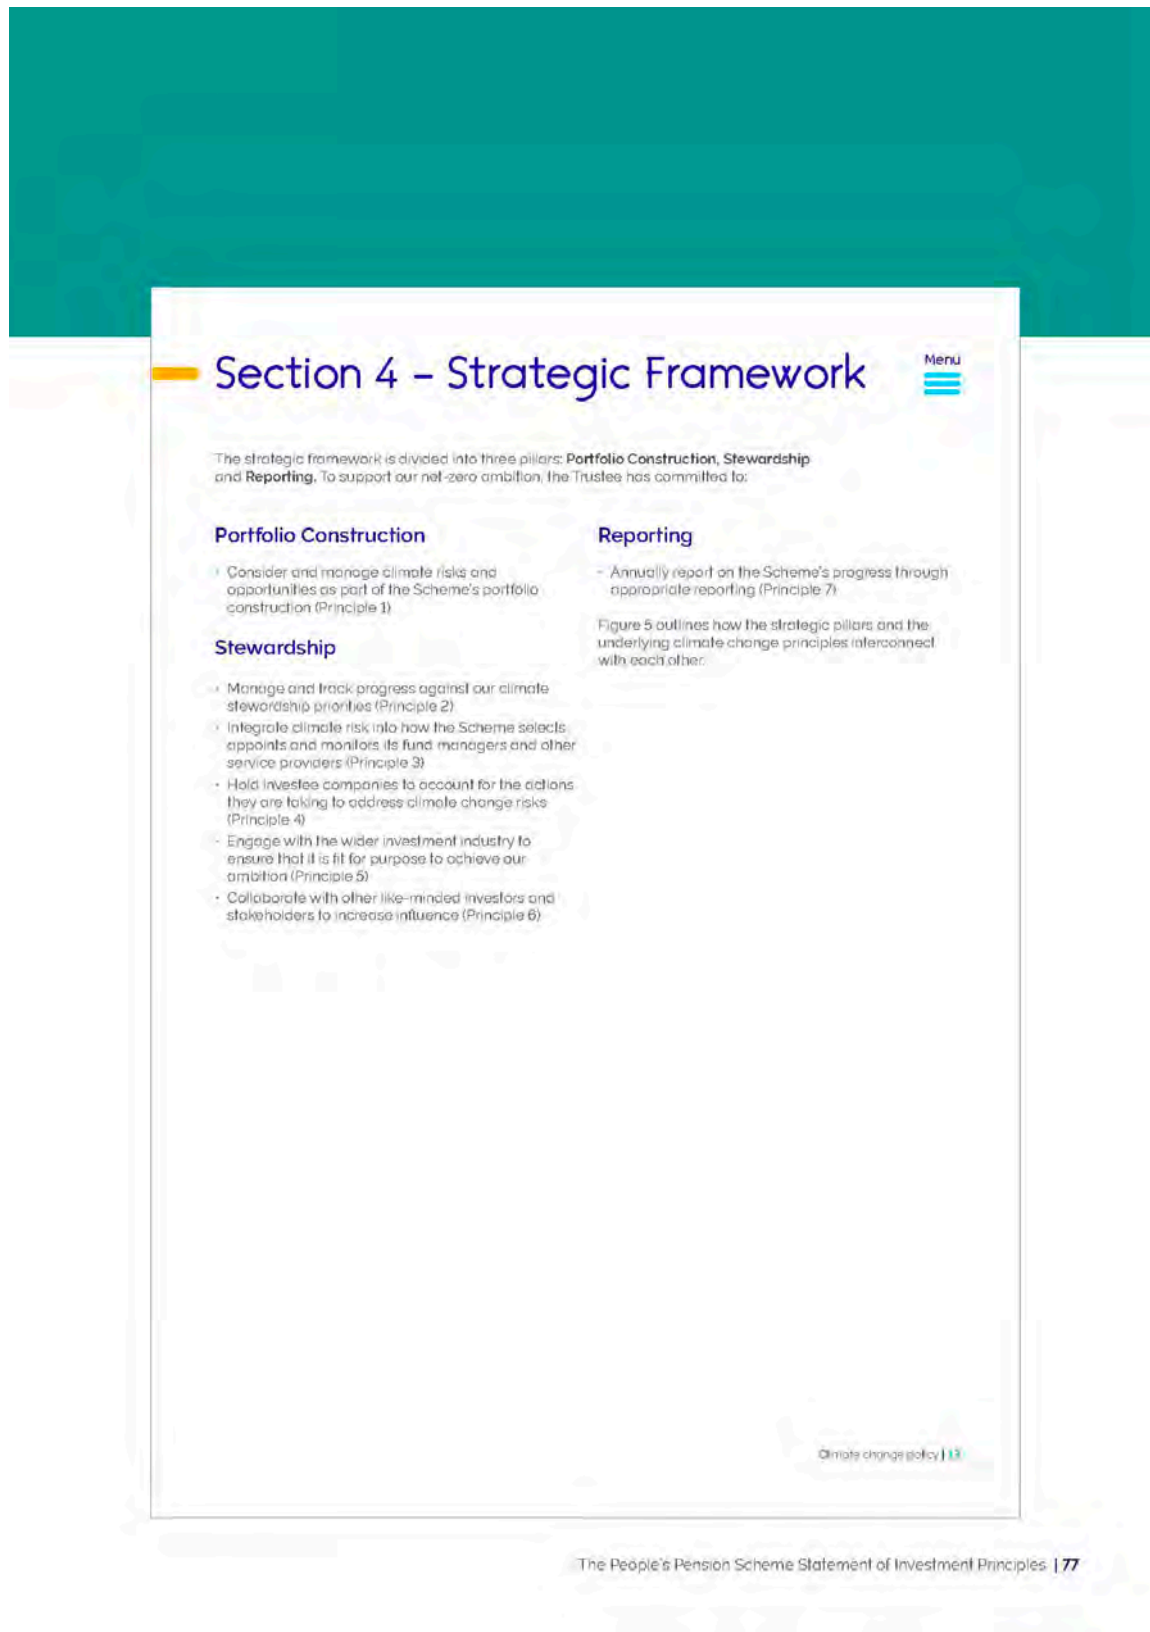 Section 4 – Strategic Framework
Menu
The strategic framework is divided into three pillars: Portfolio Construction, Stewardship
and Reporting. To support our net-zero ambition, the Trustee has committed to:
Portfolio Construction
• Consider and manage climate risks and
opportunities as part of the Scheme's portfolio
construction (Principle 1)
Stewardship
• Manage and track progress against our climate
stewardship priorities (Principle 2)
• Integrate climate risk into how the Scheme selects
appoints and monitors its fund managers and other
service providers (Principle 3)
• Hold investee companies to account for the actions
they are taking to address climate change risks
(Principle 4)
• Engage with the wider investment industry to
ensure that it is fit for purpose to achieve our
ambition (Principle 5)
• Collaborate with other like-minded investors and
stakeholders to increase influence (Principle 6)
Reporting
• Annually report on the Scheme's progress through
appropriate reporting (Principle 7)
Figure 5 outlines how the strategic pillars and the
underlying climate change principles interconnect
with each other.
Climate change policy | 13
The People's Pension Scheme Statement of Investment Principles | 77